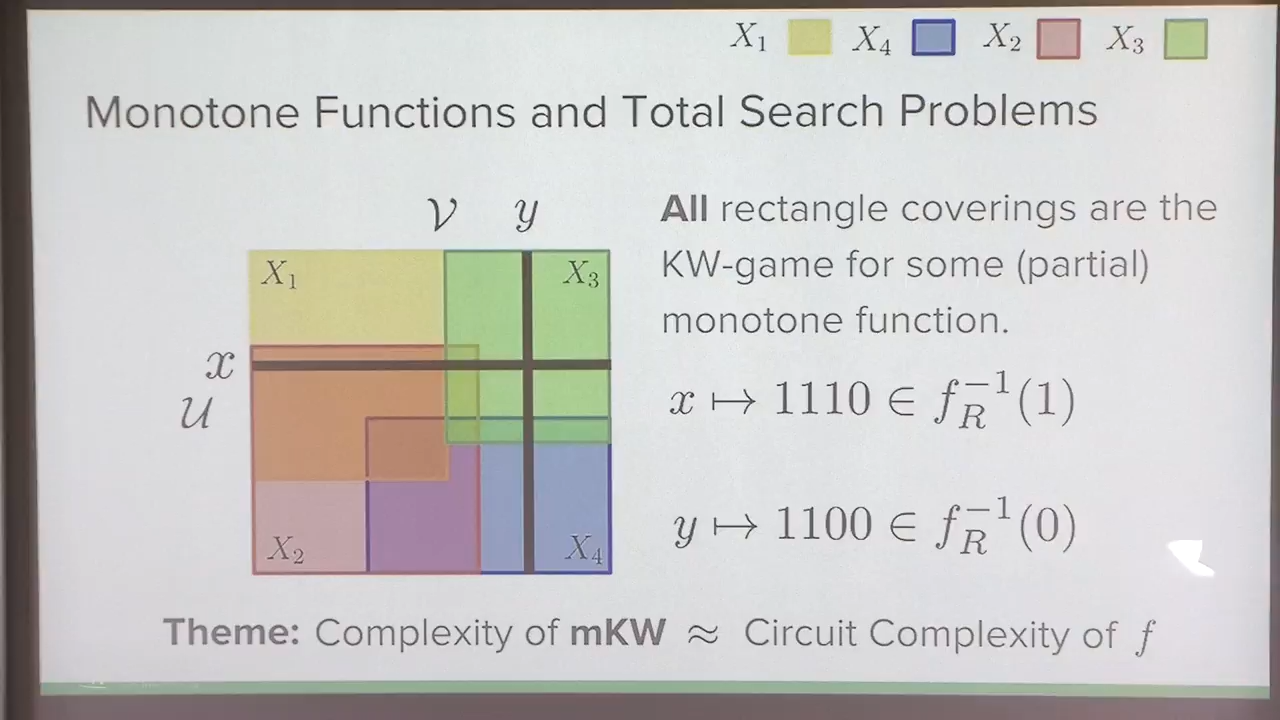 X₁ X₄ X₂ X₃
Monotone Functions and Total Search Problems
𝒱 y
X₁ X₃
x
𝒰
X₂ X₄
All rectangle coverings are the
KW-game for some (partial)
monotone function.
x ↦ 1110 ∈ f_R^{-1}(1)
y ↦ 1100 ∈ f_R^{-1}(0)
Theme: Complexity of mKW ≈ Circuit Complexity of f